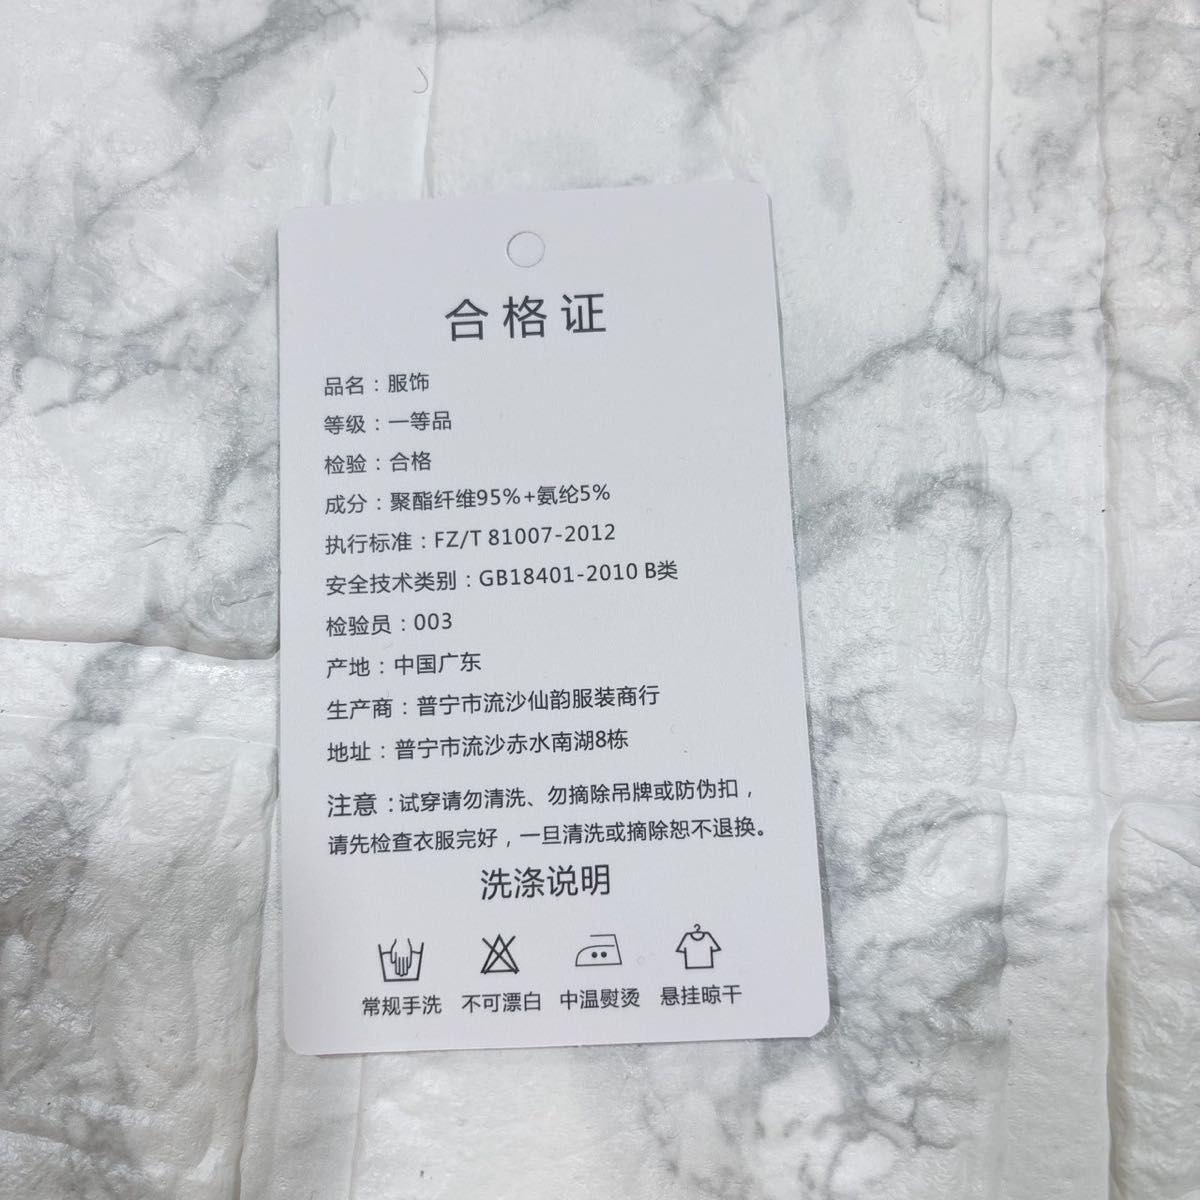 合格证
品名：服饰
等级：一等品
检验：合格
成分：聚酯纤维95%+氨纶5%
执行标准：FZ/T 81007-2012
安全技术类别：GB18401-2010 B类
检验员：003
产地：中国广东
生产商：普宁市流沙仙韵服装商行
地址：普宁市流沙赤水南湖8栋
注意：试穿请勿清洗、勿摘除吊牌或防伪扣，
请先检查衣服完好，一旦清洗或摘除恕不退换。
洗涤说明
常规手洗 不可漂白 中温熨烫 悬挂晾干